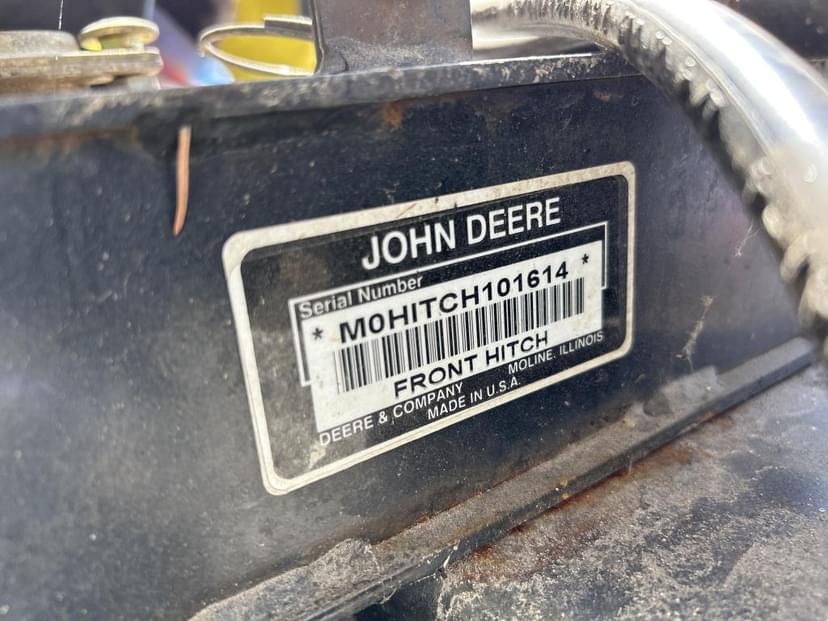 JOHN DEERE
Serial Number
* M0HITCH101614 *
FRONT HITCH
DEERE & COMPANY MOLINE, ILLINOIS
MADE IN U.S.A.